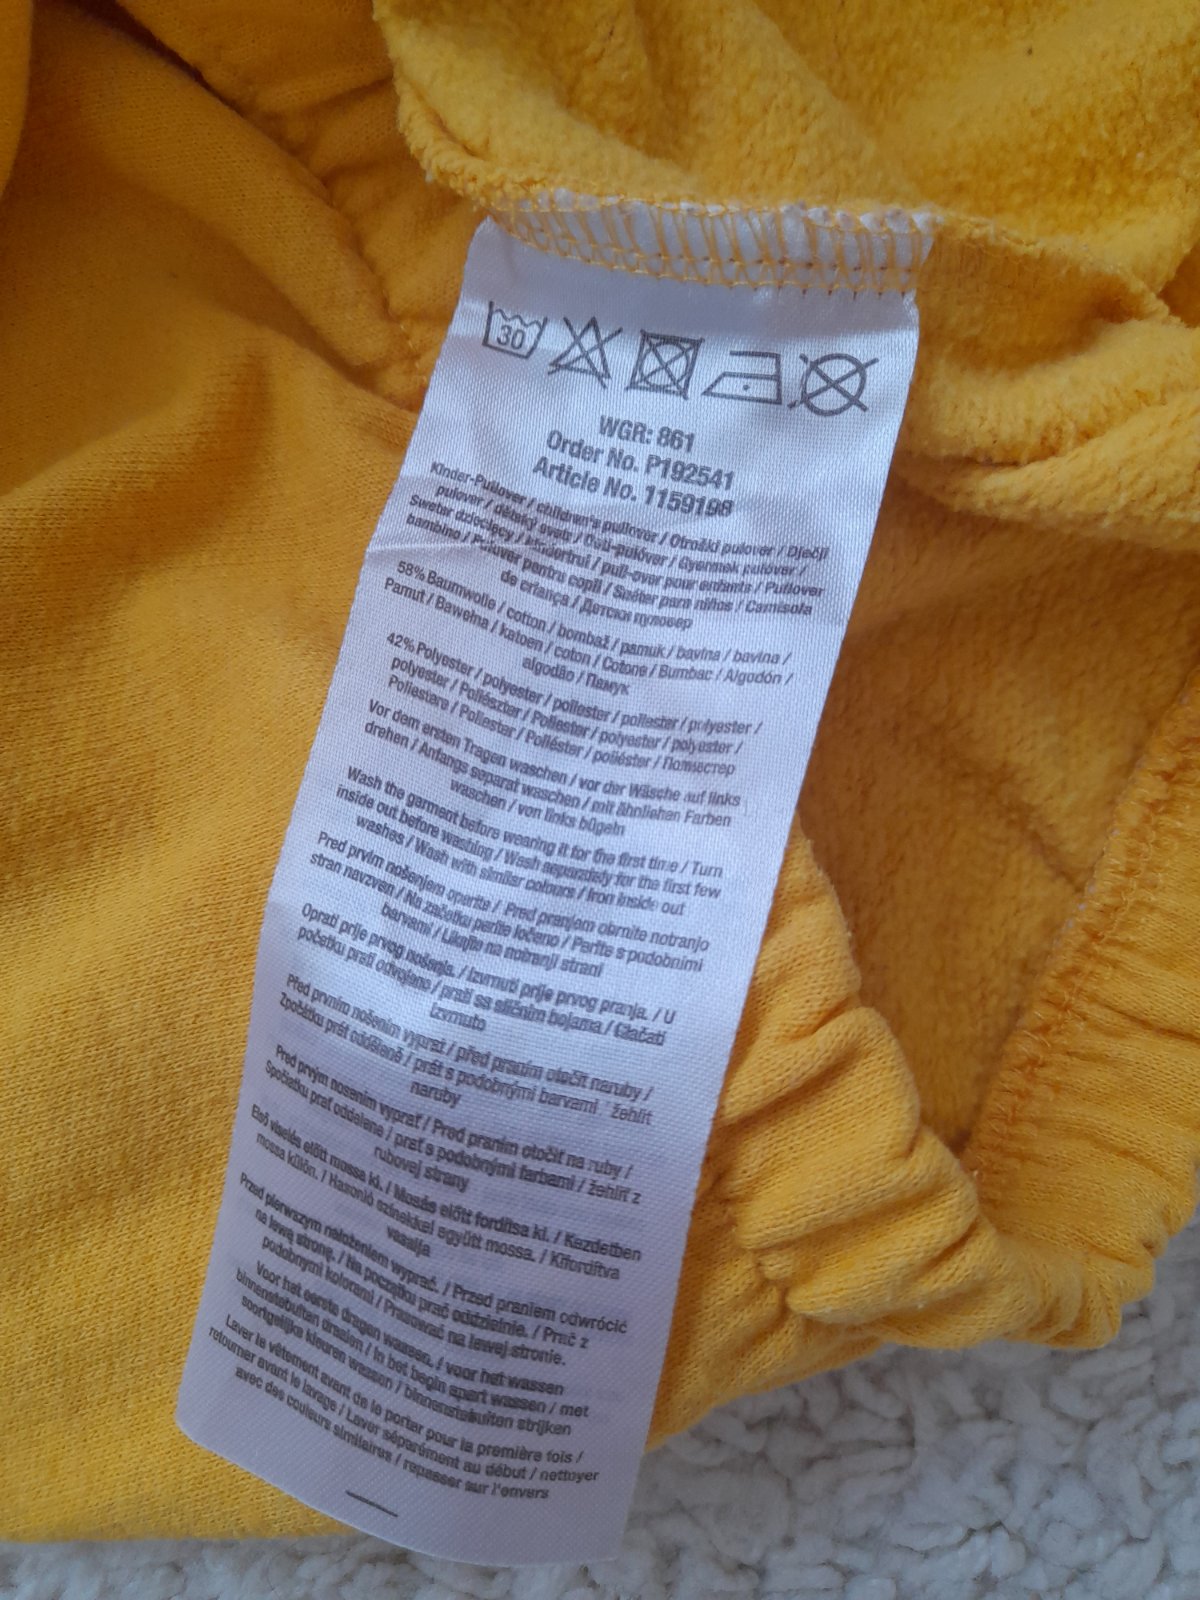 30
WGR: 861
Order No. P192541
Article No. 1159198
Kinder-Pullover / children's pullover / Otroški pulover / Dječji
pulover / dětský svetr / Deti-pulóver / Gyermek pulóver /
Sweter dziecięcy / kindertrui / pull-over pour enfants / Pullover
bambino / Pulover pentru copii / Suéter para niños / Camisola
de criança / Детски пуловер
58% Baumwolle / cotton / bombaž / pamuk / bavlna / bavlna /
Pamut / Bawełna / katoen / coton / Cotone / Bumbac / Algodón /
algodão / Памук
42% Polyester / polyester / poliester / poliester / polyester /
polyester / Poliészter / Poliester / polyester / polyester /
Poliestere / Poliester / Poliéster / poliéster / Полиестер
Vor dem ersten Tragen waschen / vor der Wäsche auf links
drehen / Anfangs separat waschen / mit ähnlichen Farben
waschen / von links bügeln
Wash the garment before wearing it for the first time / Turn
inside out before washing / Wash separately for the first few
washes / Wash with similar colours / Iron inside out
Pred prvim nošenjem operite / Pred pranjem obrnite notranjo
stran navzven / Na začetku perite ločeno / Perite s podobnimi
barvami / Likajte na notranji strani
Oprati prije prvog nošenja. / Izvrnuti prije prvog pranja. / U
početku prati odvojeno / prati sa sličnim bojama / Glačati
izvrnuto
Před prvním nošením vyprat / před praním otočit naruby /
Zpočátku prát odděleně / prát s podobnými barvami žehlit
naruby
Pred prvým nosením vyprať / Pred praním otočiť na ruby /
Spočiatku prať oddelene / prať s podobnými farbami / žehliť z
rubovej strany
Első viselés előtt mossa ki. / Mosás előtt fordítsa ki. / Kezdetben
mossa külön. / Hasonló színekkel együtt mossa. / Kifordítva
vasalja
Przed pierwszym nałożeniem wyprać. / Przed praniem odwrócić
na lewą stronę. / Na początku prać oddzielnie. / Prać z
podobnymi kolorami / Prasować na lewej stronie.
Voor het eerste dragen wassen. / voor het wassen
binnenstebuiten draaien / In het begin apart wassen / met
soortgelijke kleuren wassen / binnenstebuiten strijken
Laver le vêtement avant de le porter pour la première fois /
retourner avant le lavage / Laver séparément au début / nettoyer
avec des couleurs similaires / repasser sur l'envers